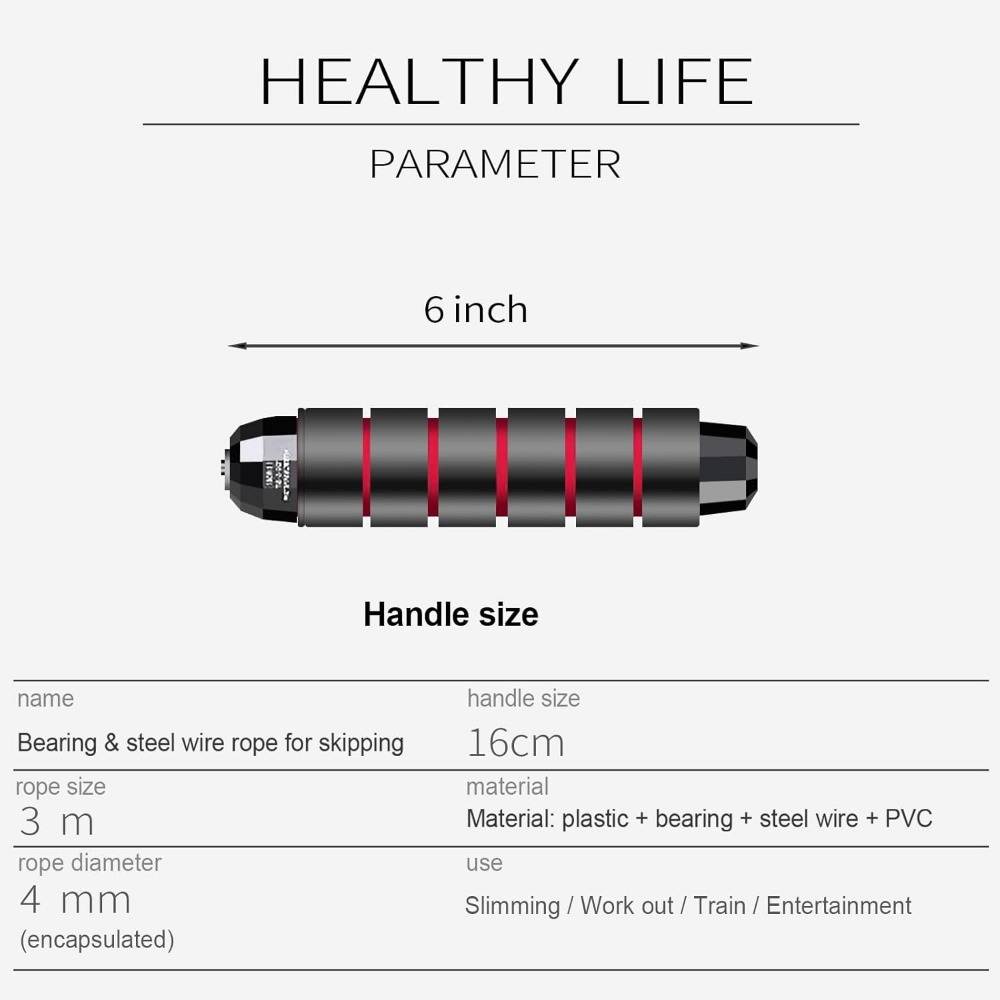 HEALTHY LIFE
PARAMETER
6 inch
Handle size
name
handle size
Bearing & steel wire rope for skipping
16cm
rope size
material
3 m
Material: plastic + bearing + steel wire + PVC
rope diameter
use
4 mm
Slimming / Work out / Train / Entertainment
(encapsulated)